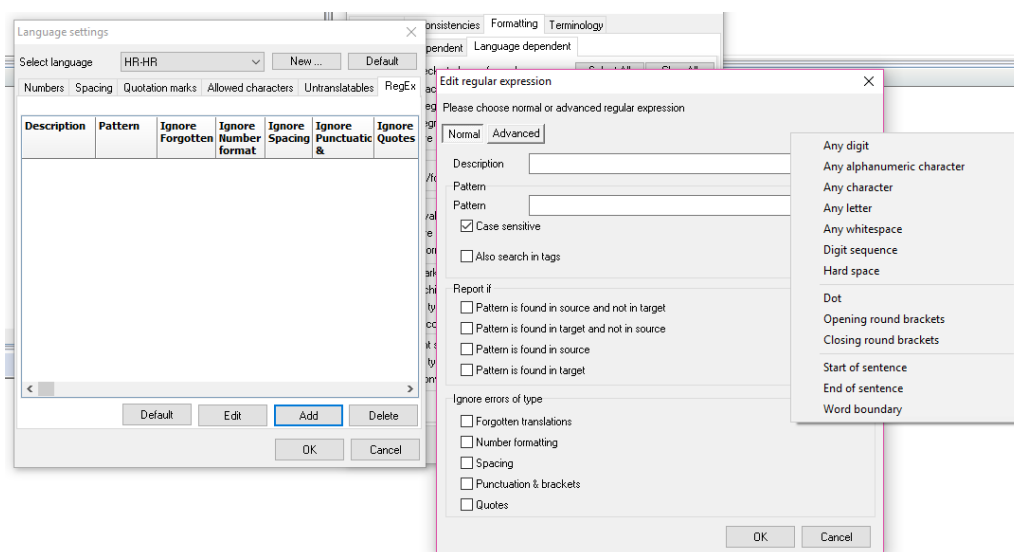 Language settings
Select language HR-HR New ... Default
Numbers Spacing Quotation marks Allowed characters Untranslatables RegEx
Description Pattern Ignore Forgotten Ignore Number format Ignore Spacing Ignore Punctuatic & Ignore Quotes
Default Edit Add Delete
OK Cancel
onsistencies Formatting Terminology
pendent Language dependent
Edit regular expression
Please choose normal or advanced regular expression
Normal Advanced
Description
Pattern
Pattern
Case sensitive
Also search in tags
Report if
Pattern is found in source and not in target
Pattern is found in target and not in source
Pattern is found in source
Pattern is found in target
Ignore errors of type
Forgotten translations
Number formatting
Spacing
Punctuation & brackets
Quotes
OK Cancel
Any digit
Any alphanumeric character
Any character
Any letter
Any whitespace
Digit sequence
Hard space
Dot
Opening round brackets
Closing round brackets
Start of sentence
End of sentence
Word boundary